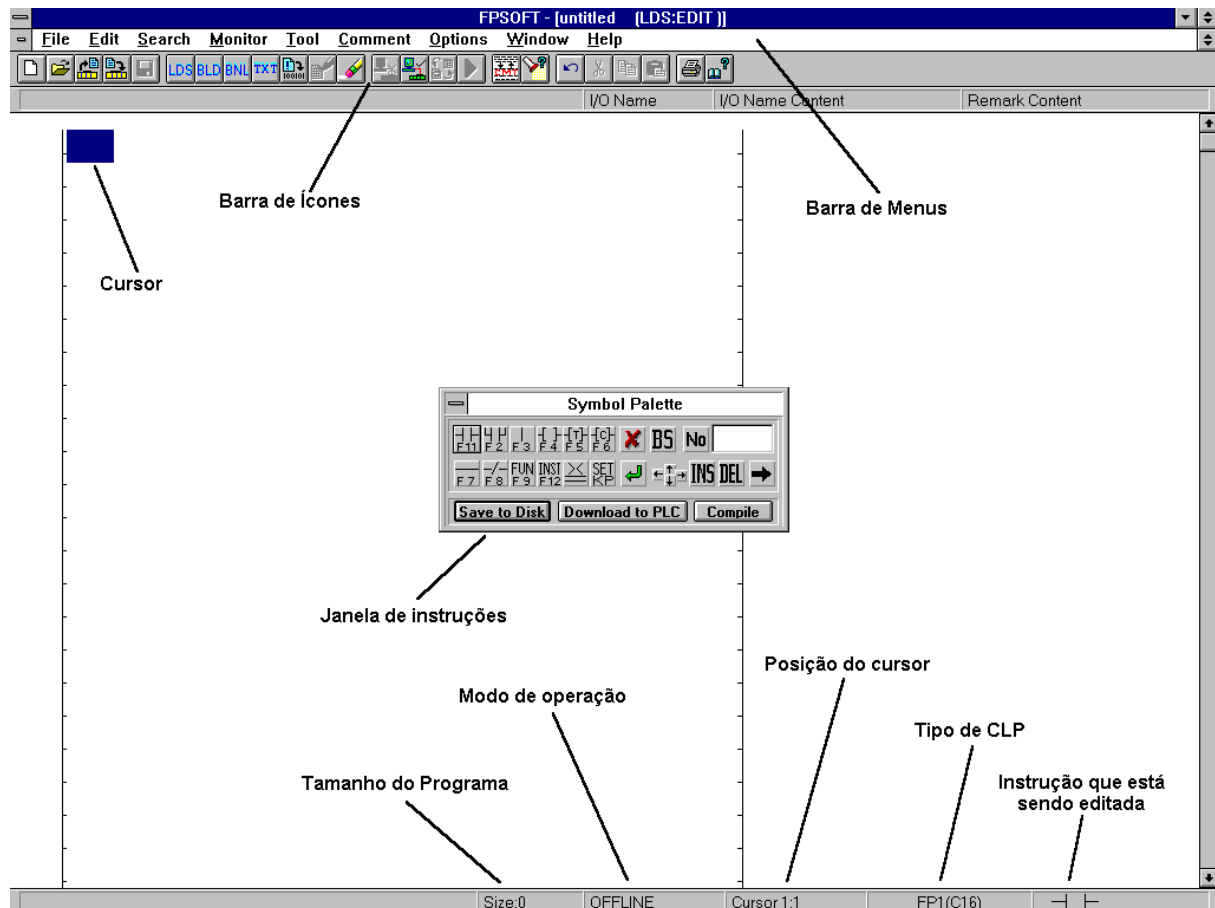 FPSOFT - [untitled (LDS:EDIT )]
File Edit Search Monitor Tool Comment Options Window Help
LDS BLD BNL TXT
I/O Name I/O Name Content Remark Content
Barra de Ícones
Barra de Menus
Cursor
Symbol Palette
F11 F2 F3 F4 T F5 C F6 BS No
F7 F8 FUN F9 INST F12 SET KP INS DEL
Save to Disk Download to PLC Compile
Janela de instruções
Posição do cursor
Modo de operação
Tipo de CLP
Tamanho do Programa
Instrução que está
sendo editada
Size:0 OFFLINE Cursor 1:1 FP1(C16)